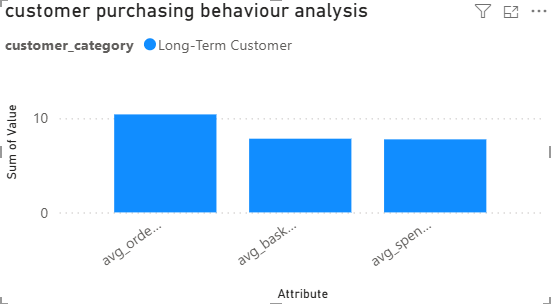 customer purchasing behaviour analysis
customer_category Long-Term Customer
Sum of Value
10
0
avg_orde...
avg_bask...
avg_spen...
Attribute